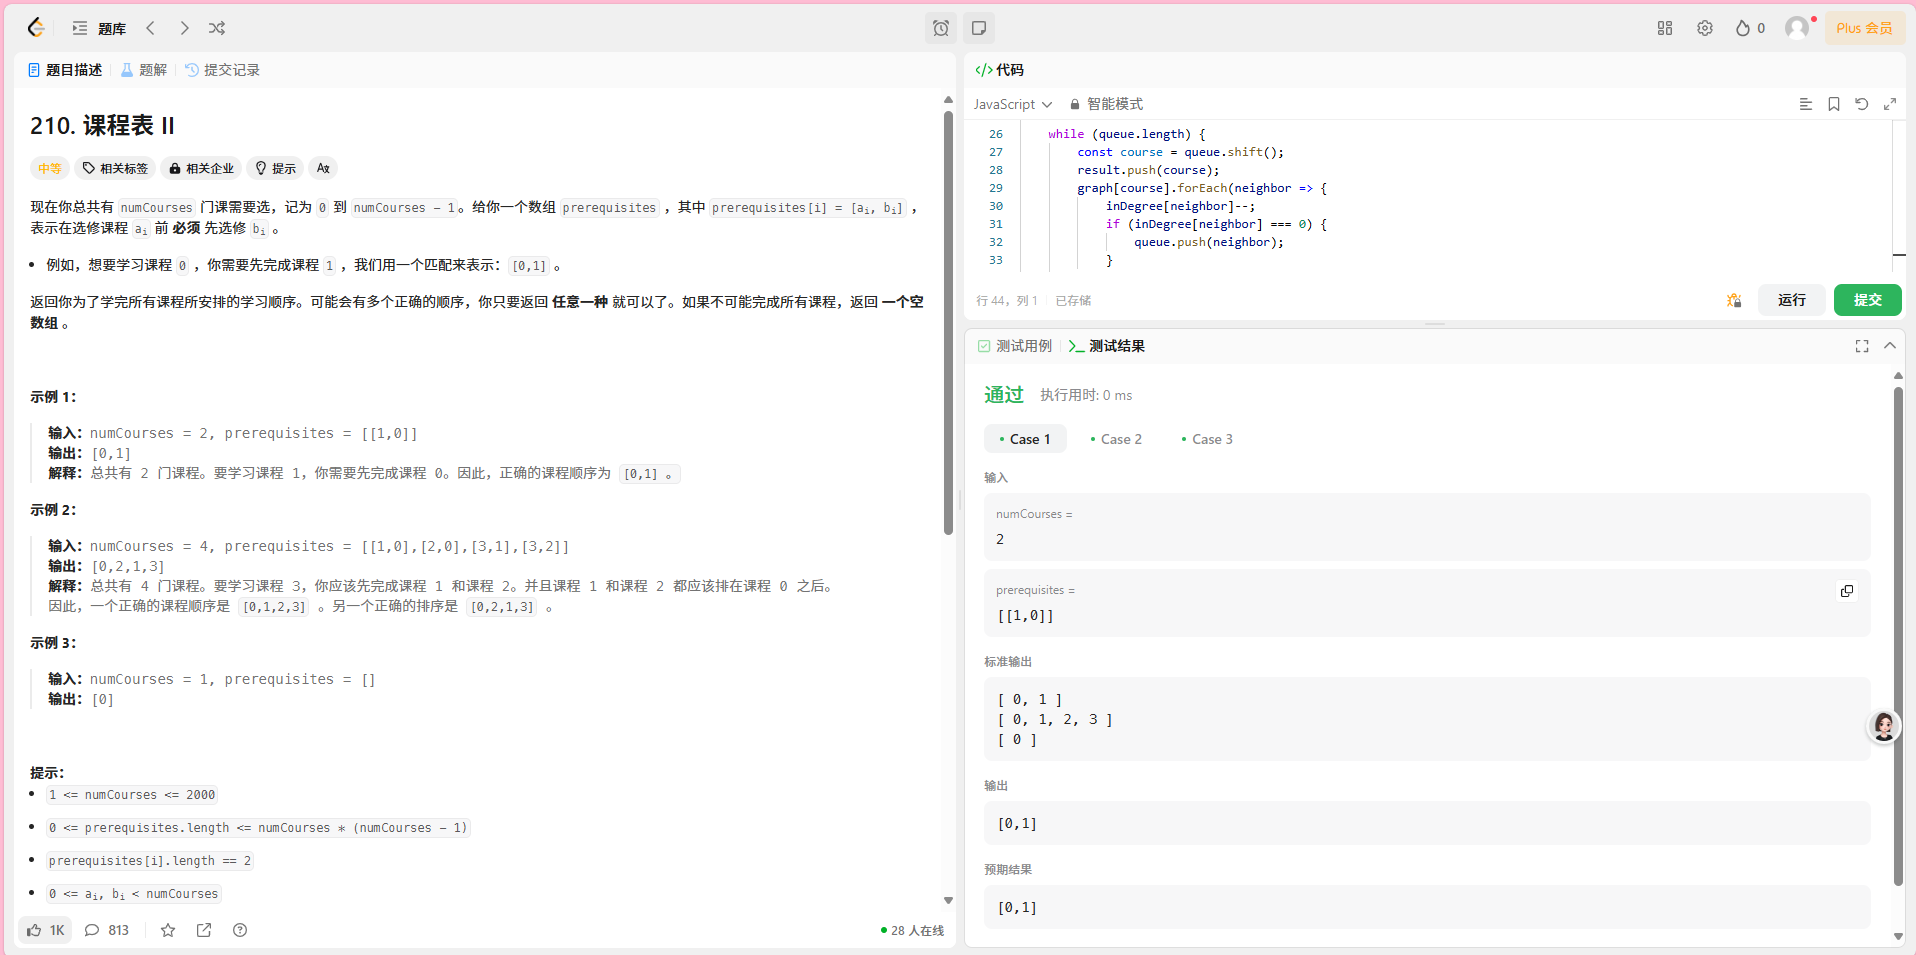 题库
0
Plus 会员
题目描述
题解
提交记录
210. 课程表 II
中等
相关标签
相关企业
提示
现在你总共有 numCourses 门课需要选，记为 0 到 numCourses - 1。给你一个数组 prerequisites ，其中 prerequisites[i] = [ai, bi] ，
表示在选修课程 ai 前 必须 先选修 bi 。
• 例如，想要学习课程 0 ，你需要先完成课程 1 ，我们用一个匹配来表示：[0,1] 。
返回你为了学完所有课程所安排的学习顺序。可能会有多个正确的顺序，你只要返回 任意一种 就可以了。如果不可能完成所有课程，返回 一个空
数组 。
示例 1：
输入：numCourses = 2, prerequisites = [[1,0]]
输出：[0,1]
解释：总共有 2 门课程。要学习课程 1，你需要先完成课程 0。因此，正确的课程顺序为 [0,1] 。
示例 2：
输入：numCourses = 4, prerequisites = [[1,0],[2,0],[3,1],[3,2]]
输出：[0,2,1,3]
解释：总共有 4 门课程。要学习课程 3，你应该先完成课程 1 和课程 2。并且课程 1 和课程 2 都应该排在课程 0 之后。
因此，一个正确的课程顺序是 [0,1,2,3] 。另一个正确的排序是 [0,2,1,3] 。
示例 3：
输入：numCourses = 1, prerequisites = []
输出：[0]
提示：
• 1 <= numCourses <= 2000
• 0 <= prerequisites.length <= numCourses * (numCourses - 1)
• prerequisites[i].length == 2
• 0 <= ai, bi < numCourses
1K
813
28 人在线
</> 代码
JavaScript
智能模式
26 while (queue.length) {
27 const course = queue.shift();
28 result.push(course);
29 graph[course].forEach(neighbor => {
30 inDegree[neighbor]--;
31 if (inDegree[neighbor] === 0) {
32 queue.push(neighbor);
33 }
行 44，列 1
已存储
运行
提交
测试用例
测试结果
通过
执行用时: 0 ms
• Case 1
• Case 2
• Case 3
输入
numCourses =
2
prerequisites =
[[1,0]]
标准输出
[ 0, 1 ]
[ 0, 1, 2, 3 ]
[ 0 ]
输出
[0,1]
预期结果
[0,1]